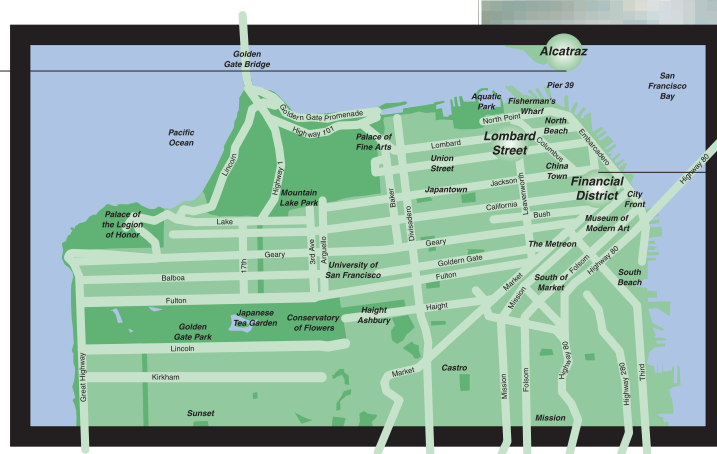 Golden
Gate Bridge
Alcatraz
San
Francisco
Bay
Pier 39
Aquatic
Park
Fisherman's
Wharf
Goldern Gate Promenade
North Point
North
Beach
Embarcadero
Highway 101
Pacific
Ocean
Palace of
Fine Arts
Lombard
Lombard
Street
Columbus
Highway 80
Union
Street
China
Town
Lincoln
Highway 1
Mountain
Lake Park
Baker
Divisadero
Japantown
Jackson
Leavenworth
Financial
District
City
Front
California
Bush
Palace of
the Legion
of Honor
Lake
Museum of
Modern Art
3rd Ave
Arguello
Geary
The Metreon
Geary
17th
University of
San Francisco
Goldern Gate
Folsom
Highway 80
Balboa
Fulton
Market
South of
Market
South
Beach
Fulton
Mission
Haight
Japanese
Tea Garden
Conservatory
of Flowers
Haight
Ashbury
Golden
Gate Park
Lincoln
Highway 80
Great Highway
Kirkham
Market
Castro
Mission
Folsom
Highway 280
Third
Sunset
Mission